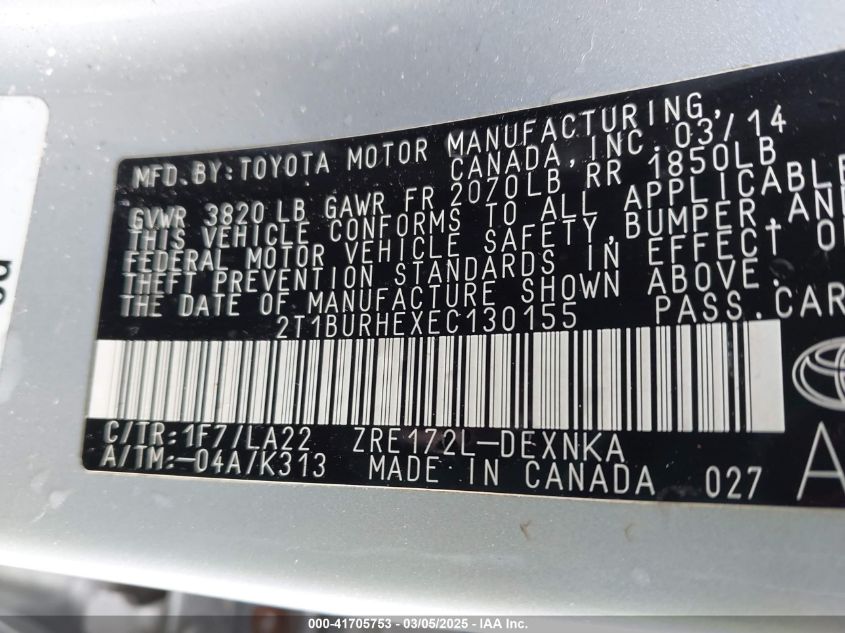 MFD.BY:TOYOTA MOTOR MANUFACTURING,
CANADA, INC. 03/14
GVWR 3820 LB GAWR FR 2070LB RR 1850LB
THIS VEHICLE CONFORMS TO ALL APPLICABLE
FEDERAL MOTOR VEHICLE SAFETY,BUMPER,AND
THEFT PREVENTION STANDARDS IN EFFECT O
THE DATE OF MANUFACTURE SHOWN ABOVE.
2T1BURHEXEC130155 PASS.CAR
C/TR:1F7/LA22 ZRE172L-DEXNKA
A/TM:-04A/K313 MADE IN CANADA 027 A
000-41705753 - 03/05/2025 - IAA Inc.